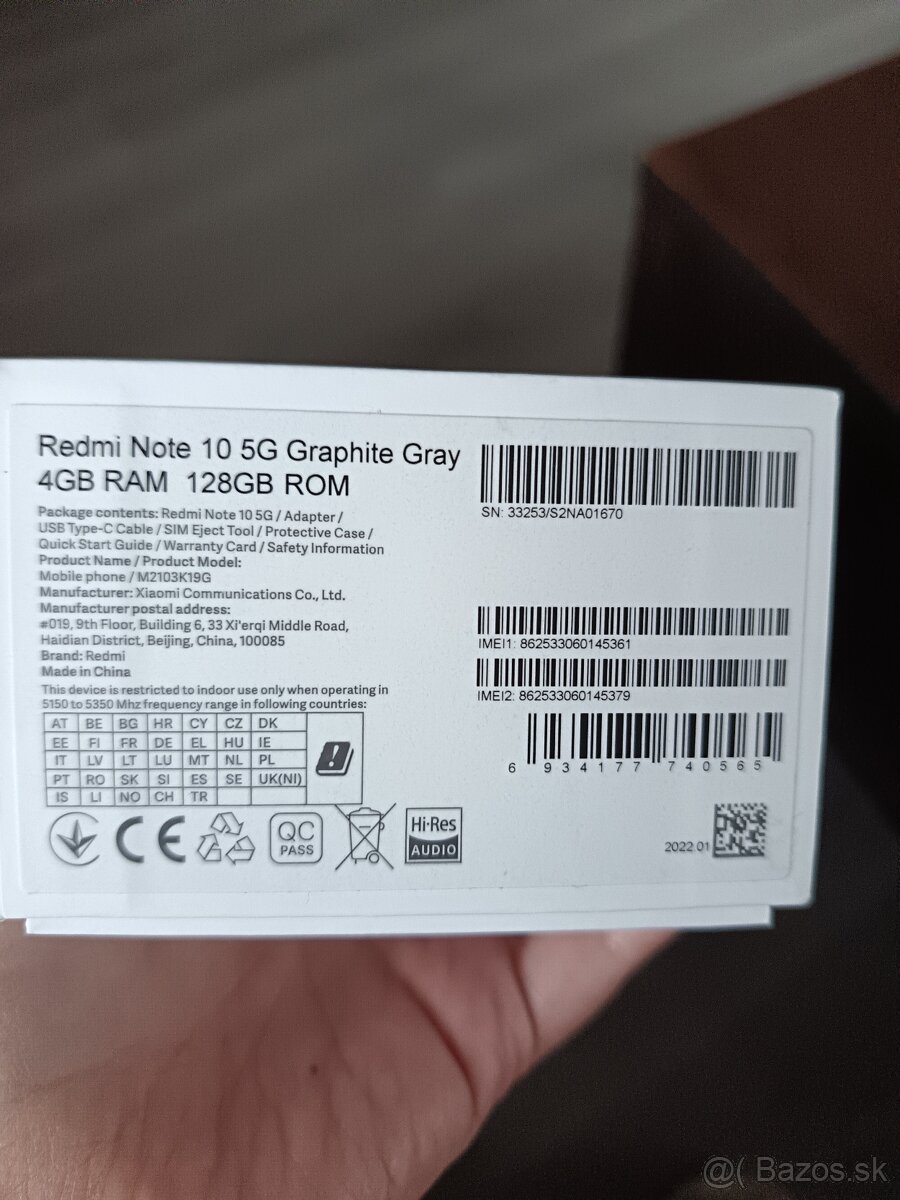 Redmi Note 10 5G Graphite Gray
4GB RAM 128GB ROM
Package contents: Redmi Note 10 5G / Adapter /
USB Type-C Cable / SIM Eject Tool / Protective Case /
Quick Start Guide / Warranty Card / Safety Information
Product Name / Product Model:
Mobile phone / M2103K19G
Manufacturer: Xiaomi Communications Co., Ltd.
Manufacturer postal address:
#019, 9th Floor, Building 6, 33 Xi'erqi Middle Road,
Haidian District, Beijing, China, 100085
Brand: Redmi
Made in China
This device is restricted to indoor use only when operating in
5150 to 5350 Mhz frequency range in following countries:
AT BE BG HR CY CZ DK
EE FI FR DE EL HU IE
IT LV LT LU MT NL PL
PT RO SK SI ES SE UK(NI)
IS LI NO CH TR
CE
QC
PASS
Hi-Res
AUDIO
SN: 33253/S2NA01670
IMEI1: 862533060145361
IMEI2: 862533060145379
6 934177 740565
2022 01
@( Bazos.sk